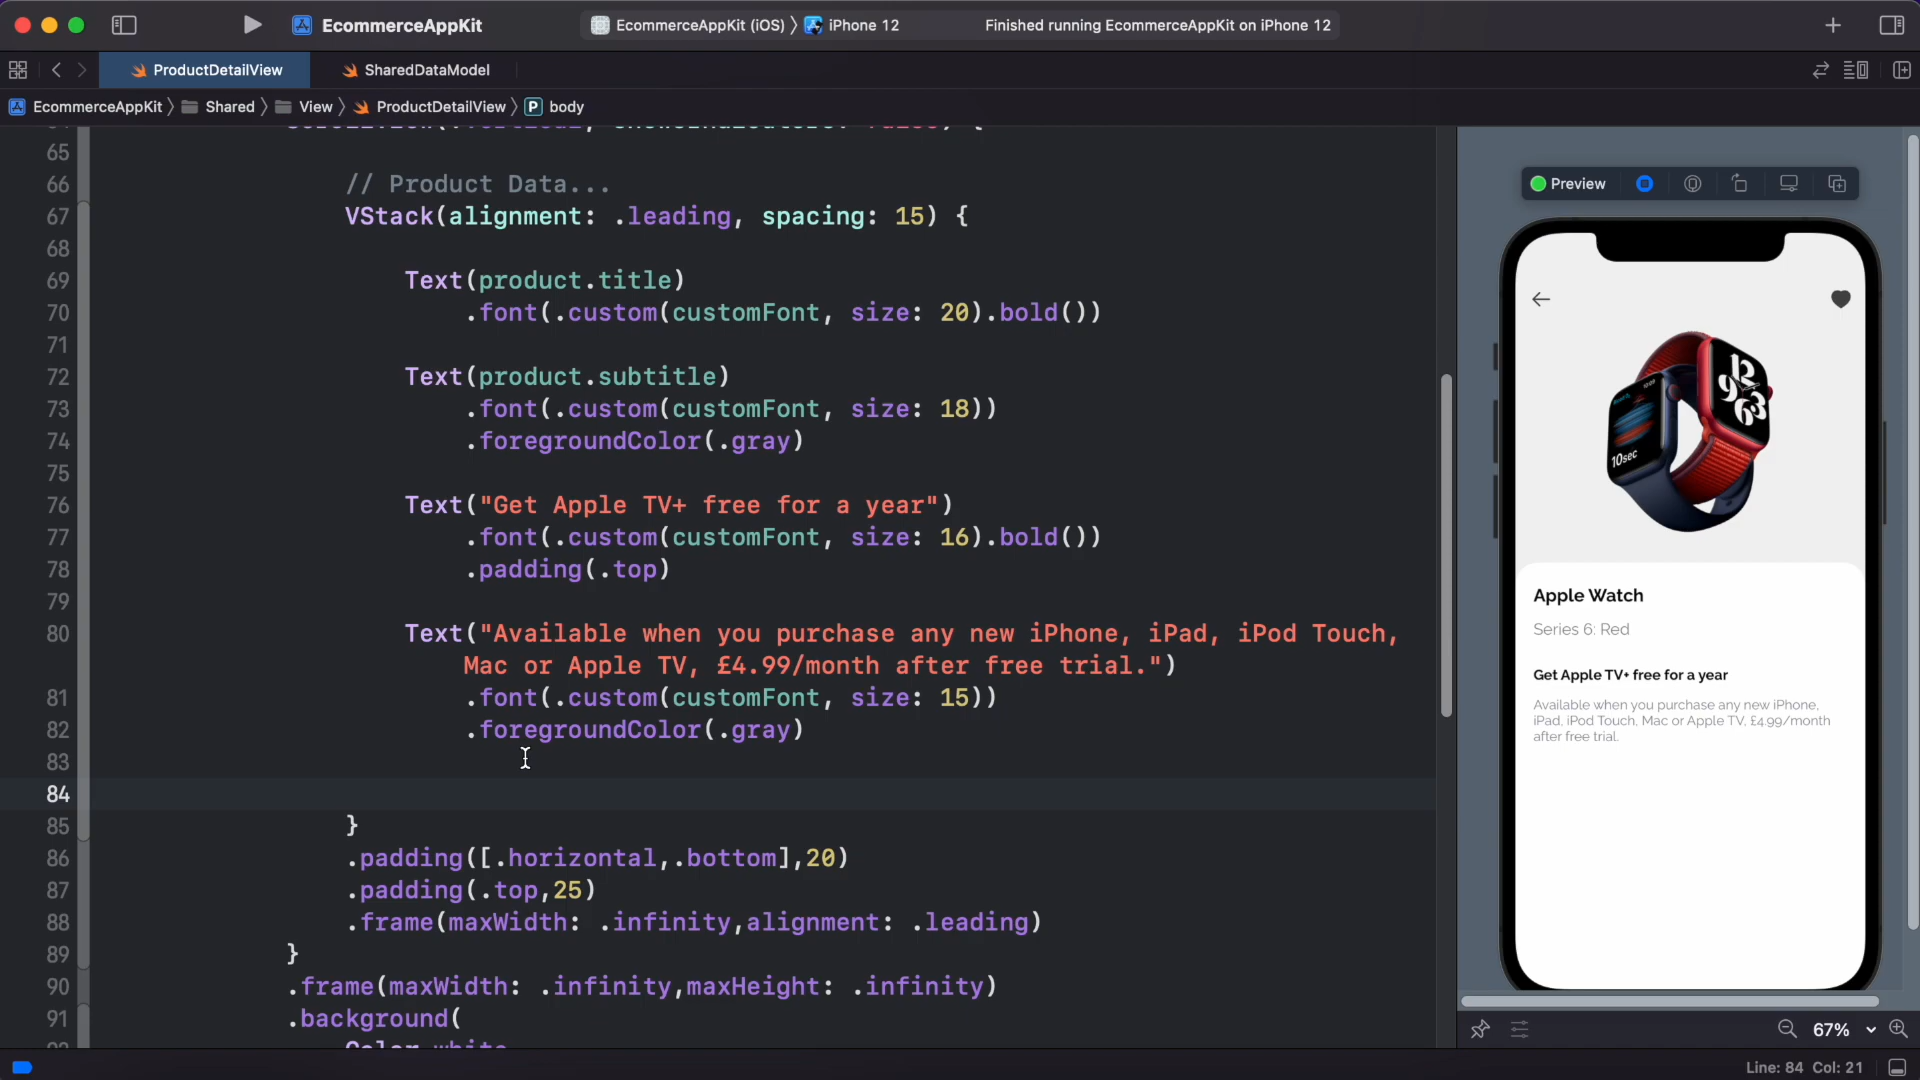 EcommerceAppKit
EcommerceAppKit (iOS) 〉 iPhone 12
Finished running EcommerceAppKit on iPhone 12
ProductDetailView
SharedDataModel
EcommerceAppKit 〉 Shared 〉 View 〉 ProductDetailView 〉 P body
65
66 // Product Data...
67 VStack(alignment: .leading, spacing: 15) {
68
69 Text(product.title)
70 .font(.custom(customFont, size: 20).bold())
71
72 Text(product.subtitle)
73 .font(.custom(customFont, size: 18))
74 .foregroundColor(.gray)
75
76 Text("Get Apple TV+ free for a year")
77 .font(.custom(customFont, size: 16).bold())
78 .padding(.top)
79
80 Text("Available when you purchase any new iPhone, iPad, iPod Touch,
Mac or Apple TV, £4.99/month after free trial.")
81 .font(.custom(customFont, size: 15))
82 .foregroundColor(.gray)
83
84
85 }
86 .padding([.horizontal,.bottom],20)
87 .padding(.top,25)
88 .frame(maxWidth: .infinity,alignment: .leading)
89 }
90 .frame(maxWidth: .infinity,maxHeight: .infinity)
91 .background(
Preview
10sec
Apple Watch
Series 6: Red
Get Apple TV+ free for a year
Available when you purchase any new iPhone,
iPad, iPod Touch, Mac or Apple TV, £4.99/month
after free trial.
67%
Line: 84 Col: 21